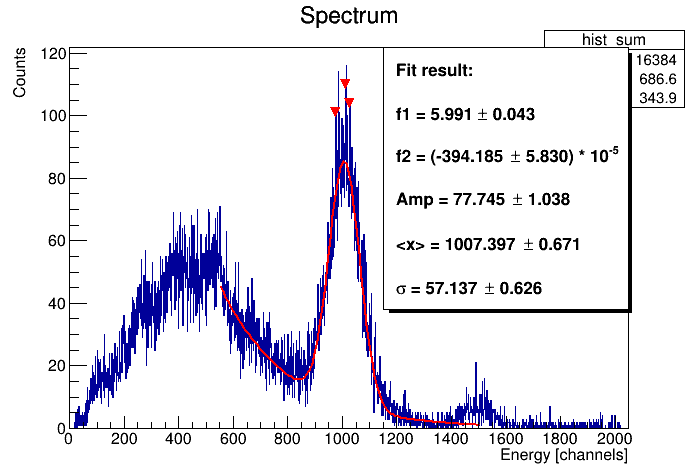 Spectrum
Counts
120
100
80
60
40
20
0
hist_sum
16384
686.6
343.9
Fit result:
f1 = 5.991 ± 0.043
f2 = (-394.185 ± 5.830) * 10⁻⁵
Amp = 77.745 ± 1.038
<x> = 1007.397 ± 0.671
σ = 57.137 ± 0.626
0 200 400 600 800 1000 1200 1400 1600 1800 2000
Energy [channels]